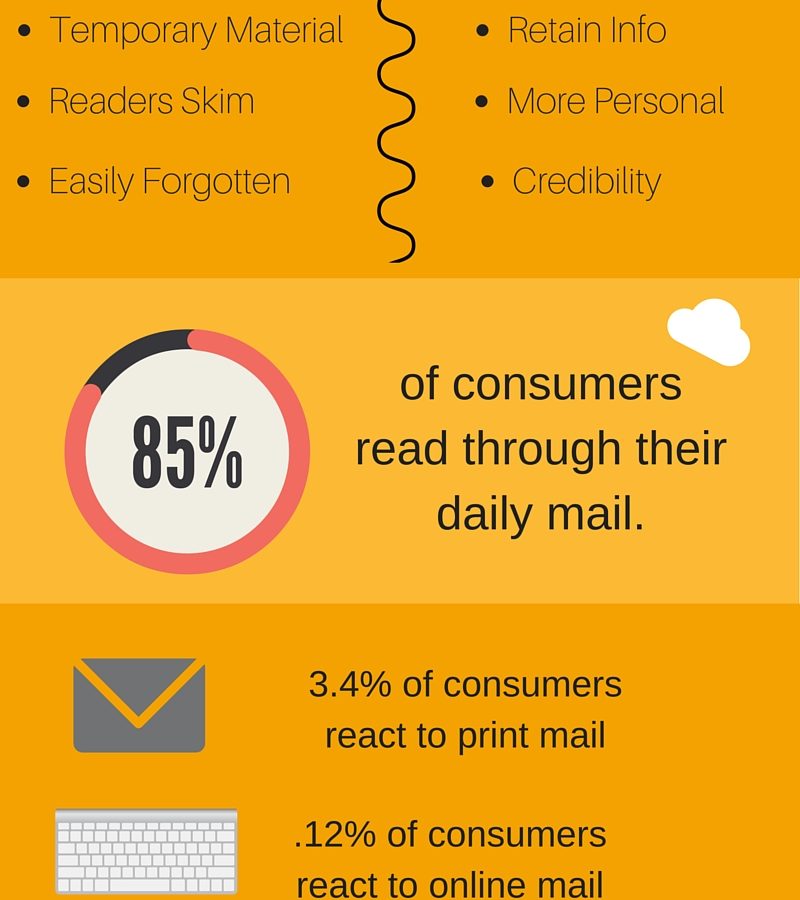 Temporary Material
Readers Skim
Easily Forgotten
Retain Info
More Personal
Credibility
85%
of consumers
read through their
daily mail.
3.4% of consumers
react to print mail
.12% of consumers
react to online mail